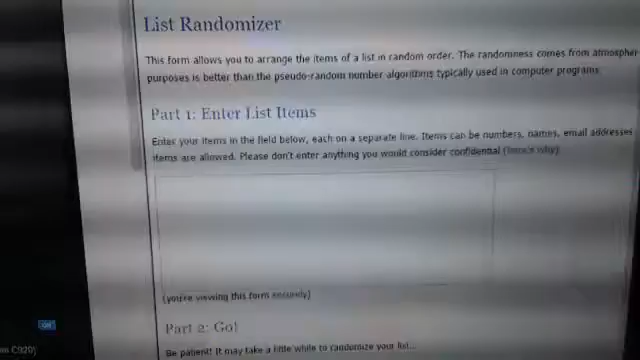 List Randomizer
This form allows you to arrange the items of a list in random order. The randomness comes from atmospher
purposes is better than the pseudo-random number algorithms typically used in computer programs.
Part 1: Enter List Items
Enter your items in the field below, each on a separate line. Items can be numbers, names, email addresses
items are allowed. Please don't enter anything you would consider confidential (here's why)
(you're viewing this form securely)
Part 2: Go!
Be patient! It may take a little while to randomize your list...
C920)